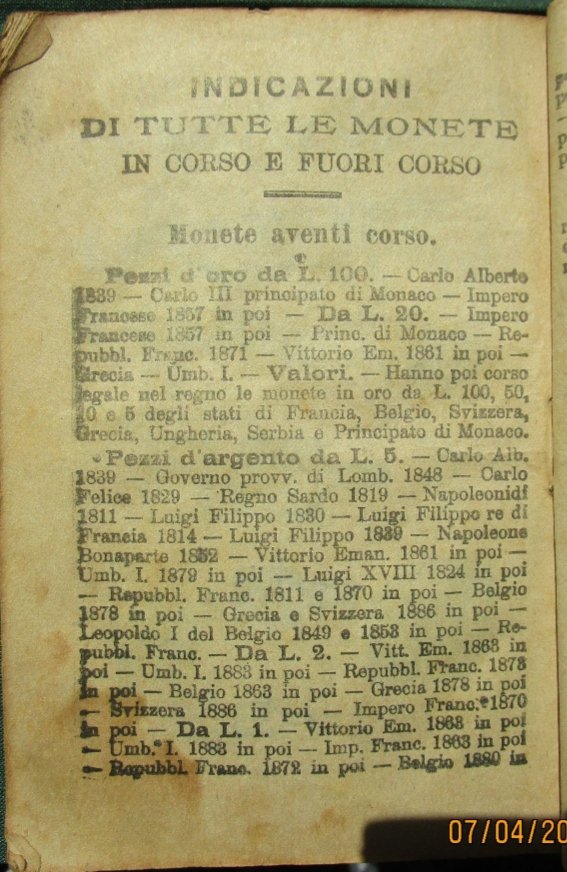 INDICAZIONI
DI TUTTE LE MONETE
IN CORSO E FUORI CORSO
Monete aventi corso.
Pezzi d'oro da L. 100. — Carlo Alberto
1839 — Carlo III principato di Monaco — Impero
Francese 1857 in poi — Da L. 20. — Impero
Francese 1857 in poi — Princ. di Monaco — Re-
pubbl. Franc. 1871 — Vittorio Em. 1861 in poi —
Grecia — Umb. I. — Valori. — Hanno poi corso
legale nel regno le monete in oro da L. 100, 50,
e 5 degli stati di Francia, Belgio, Svizzera,
Grecia, Ungheria, Serbia e Principato di Monaco.
Pezzi d'argento da L. 5. — Carlo Alb.
1839 — Governo provv. di Lomb. 1848 — Carlo
Felice 1829 — Regno Sardo 1819 — Napoleonidi
1811 — Luigi Filippo 1830 — Luigi Filippo re di
Francia 1814 — Luigi Filippo 1839 — Napoleone
Bonaparte 1852 — Vittorio Eman. 1861 in poi —
Umb. I. 1879 in poi — Luigi XVIII 1824 in poi
— Repubbl. Franc. 1811 e 1870 in poi — Belgio
1878 in poi — Grecia e Svizzera 1886 in poi —
Leopoldo I del Belgio 1849 e 1853 in poi — Re-
pubbl. Franc. — Da L. 2. — Vitt. Em. 1863 in
poi — Umb. I. 1883 in poi — Repubbl. Franc. 1873
in poi — Belgio 1863 in poi — Grecia 1878 in poi
— Svizzera 1886 in poi — Impero Franc. 1870
in poi — Da L. 1. — Vittorio Em. 1863 in poi
— Umb. I. 1883 in poi — Imp. Franc. 1863 in poi
— Repubbl. Franc. 1872 in poi — Belgio 1880 in
07/04/20